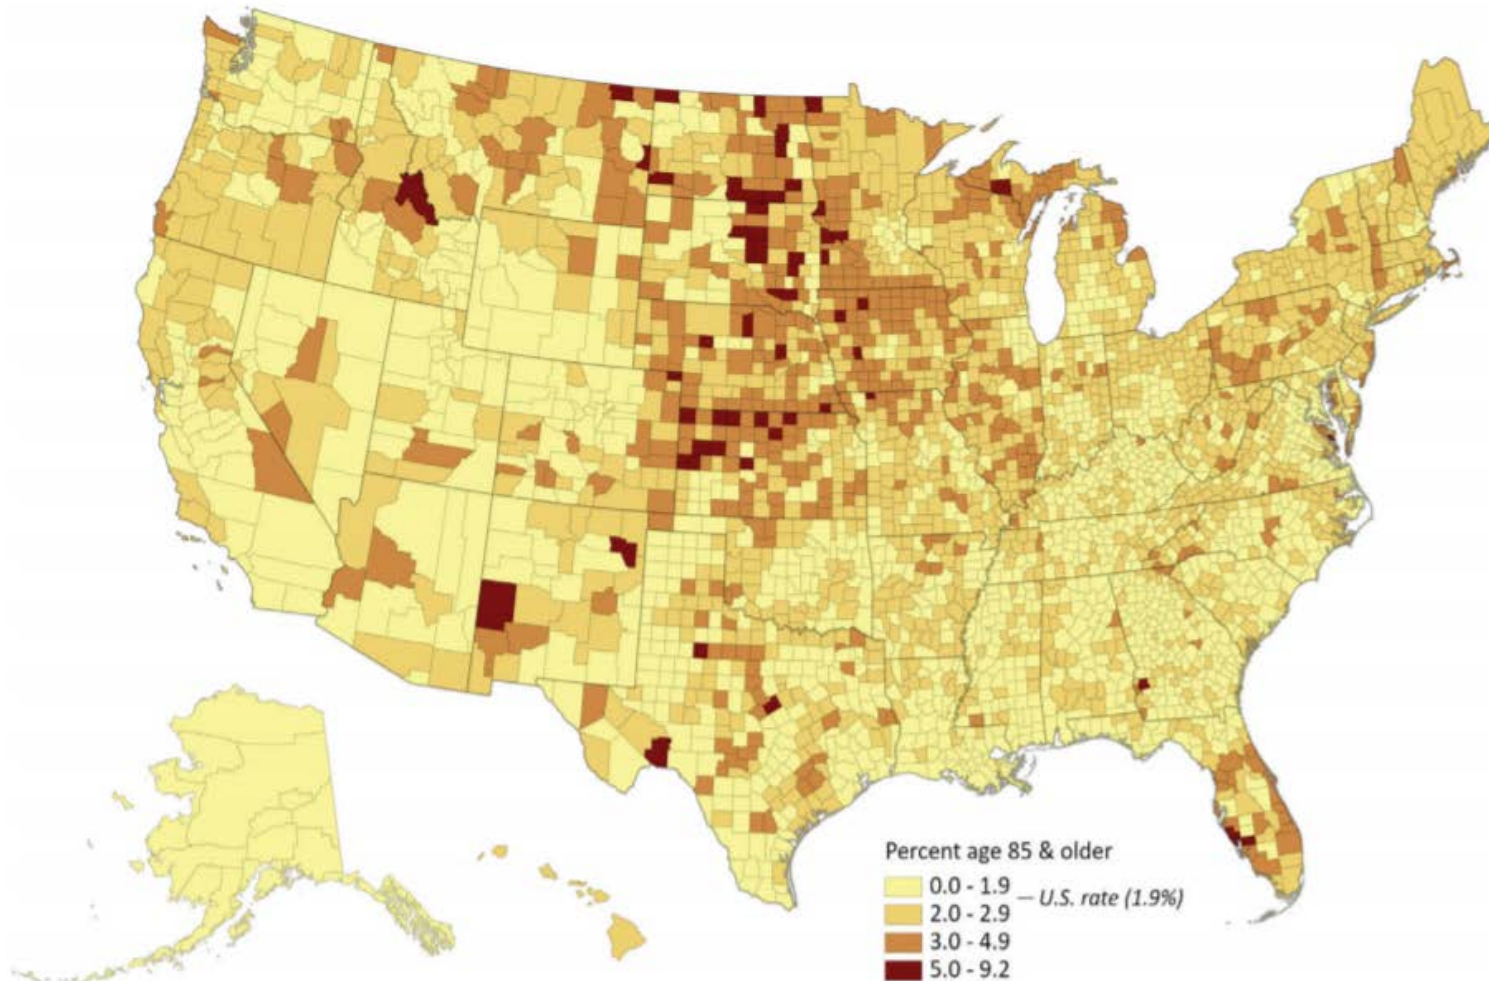 Percent age 85 & older
0.0 - 1.9
— U.S. rate (1.9%)
2.0 - 2.9
3.0 - 4.9
5.0 - 9.2